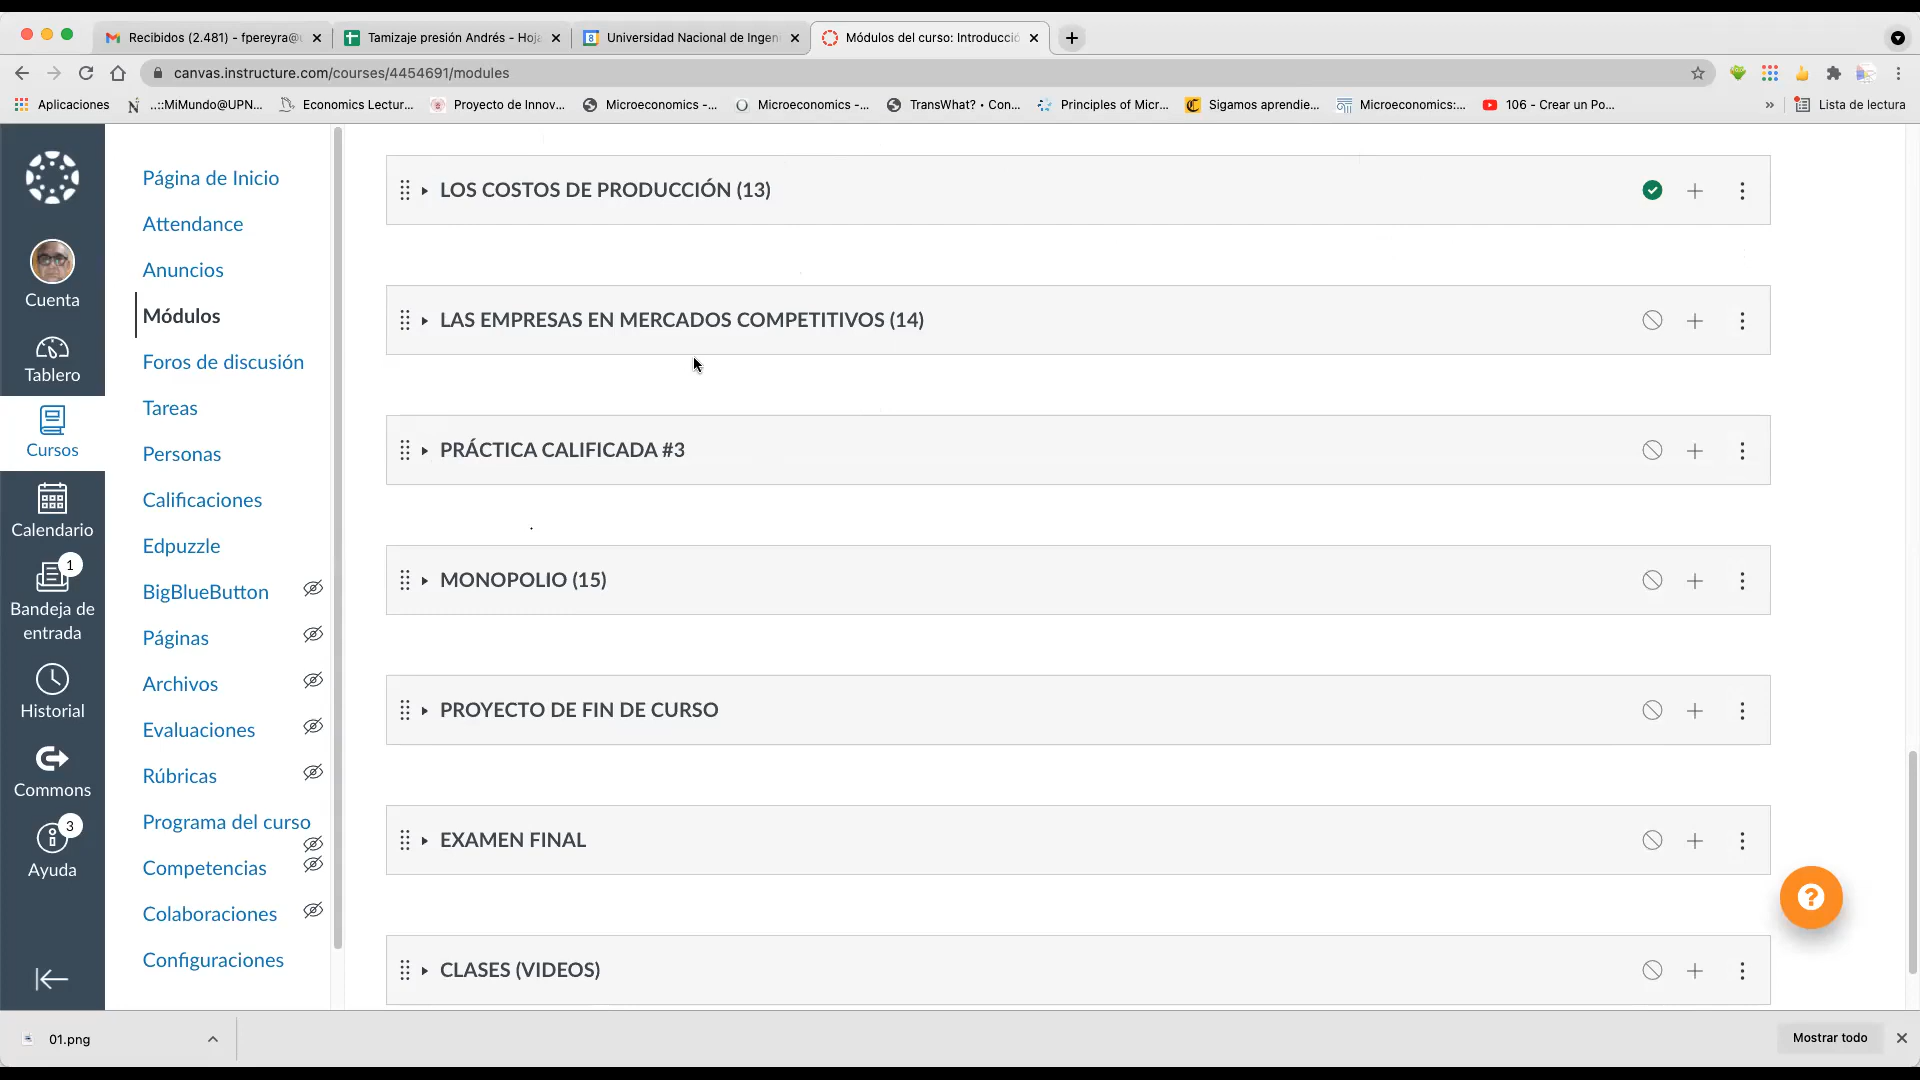 Recibidos (2.481) - fpereyra@
Tamizaje presión Andrés - Hoja
Universidad Nacional de Ingen
Módulos del curso: Introducció
canvas.instructure.com/courses/4454691/modules
Aplicaciones
..::MiMundo@UPN...
Economics Lectur...
Proyecto de Innov...
Microeconomics -...
Microeconomics -...
TransWhat? • Con...
Principles of Micr...
Sigamos aprendie...
Microeconomics:...
106 - Crear un Po...
»
Lista de lectura
Cuenta
Tablero
Cursos
Calendario
1
Bandeja de
entrada
Historial
Commons
3
Ayuda
Página de Inicio
Attendance
Anuncios
Módulos
Foros de discusión
Tareas
Personas
Calificaciones
Edpuzzle
BigBlueButton
Páginas
Archivos
Evaluaciones
Rúbricas
Programa del curso
Competencias
Colaboraciones
Configuraciones
LOS COSTOS DE PRODUCCIÓN (13)
LAS EMPRESAS EN MERCADOS COMPETITIVOS (14)
PRÁCTICA CALIFICADA #3
MONOPOLIO (15)
PROYECTO DE FIN DE CURSO
EXAMEN FINAL
CLASES (VIDEOS)
01.png
Mostrar todo